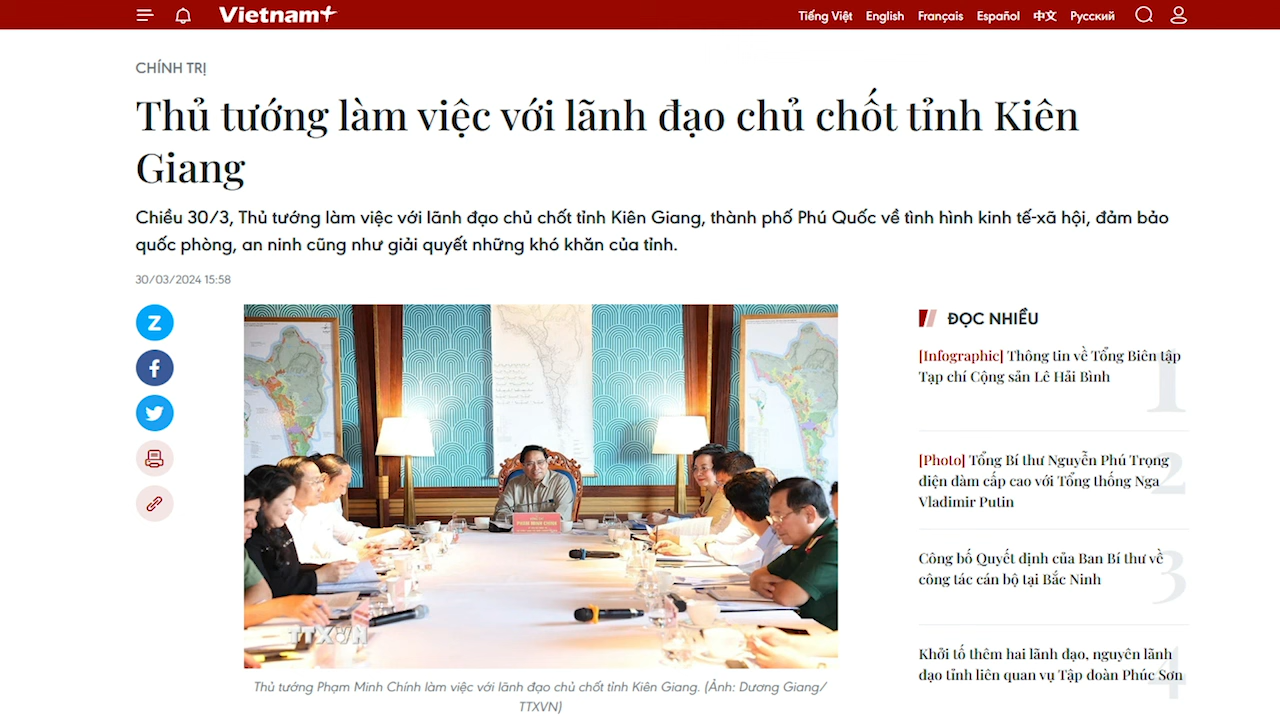 Vietnam+
Tiếng Việt English Français Español 中文 Русский
CHÍNH TRỊ
Thủ tướng làm việc với lãnh đạo chủ chốt tỉnh Kiên
Giang
Chiều 30/3, Thủ tướng làm việc với lãnh đạo chủ chốt tỉnh Kiên Giang, thành phố Phú Quốc về tình hình kinh tế-xã hội, đảm bảo
quốc phòng, an ninh cũng như giải quyết những khó khăn của tỉnh.
30/03/2024 15:58
Z
f
PHẠM MINH CHÍNH
TTXVN
Thủ tướng Phạm Minh Chính làm việc với lãnh đạo chủ chốt tỉnh Kiên Giang. (Ảnh: Dương Giang/
TTXVN)
ĐỌC NHIỀU
[Infographic] Thông tin về Tổng Biên tập
Tạp chí Cộng sản Lê Hải Bình
1
[Photo] Tổng Bí thư Nguyễn Phú Trọng
điện đàm cấp cao với Tổng thống Nga
Vladimir Putin
2
Công bố Quyết định của Ban Bí thư về
công tác cán bộ tại Bắc Ninh
3
Khởi tố thêm hai lãnh đạo, nguyên lãnh
đạo tỉnh liên quan vụ Tập đoàn Phúc Sơn
4